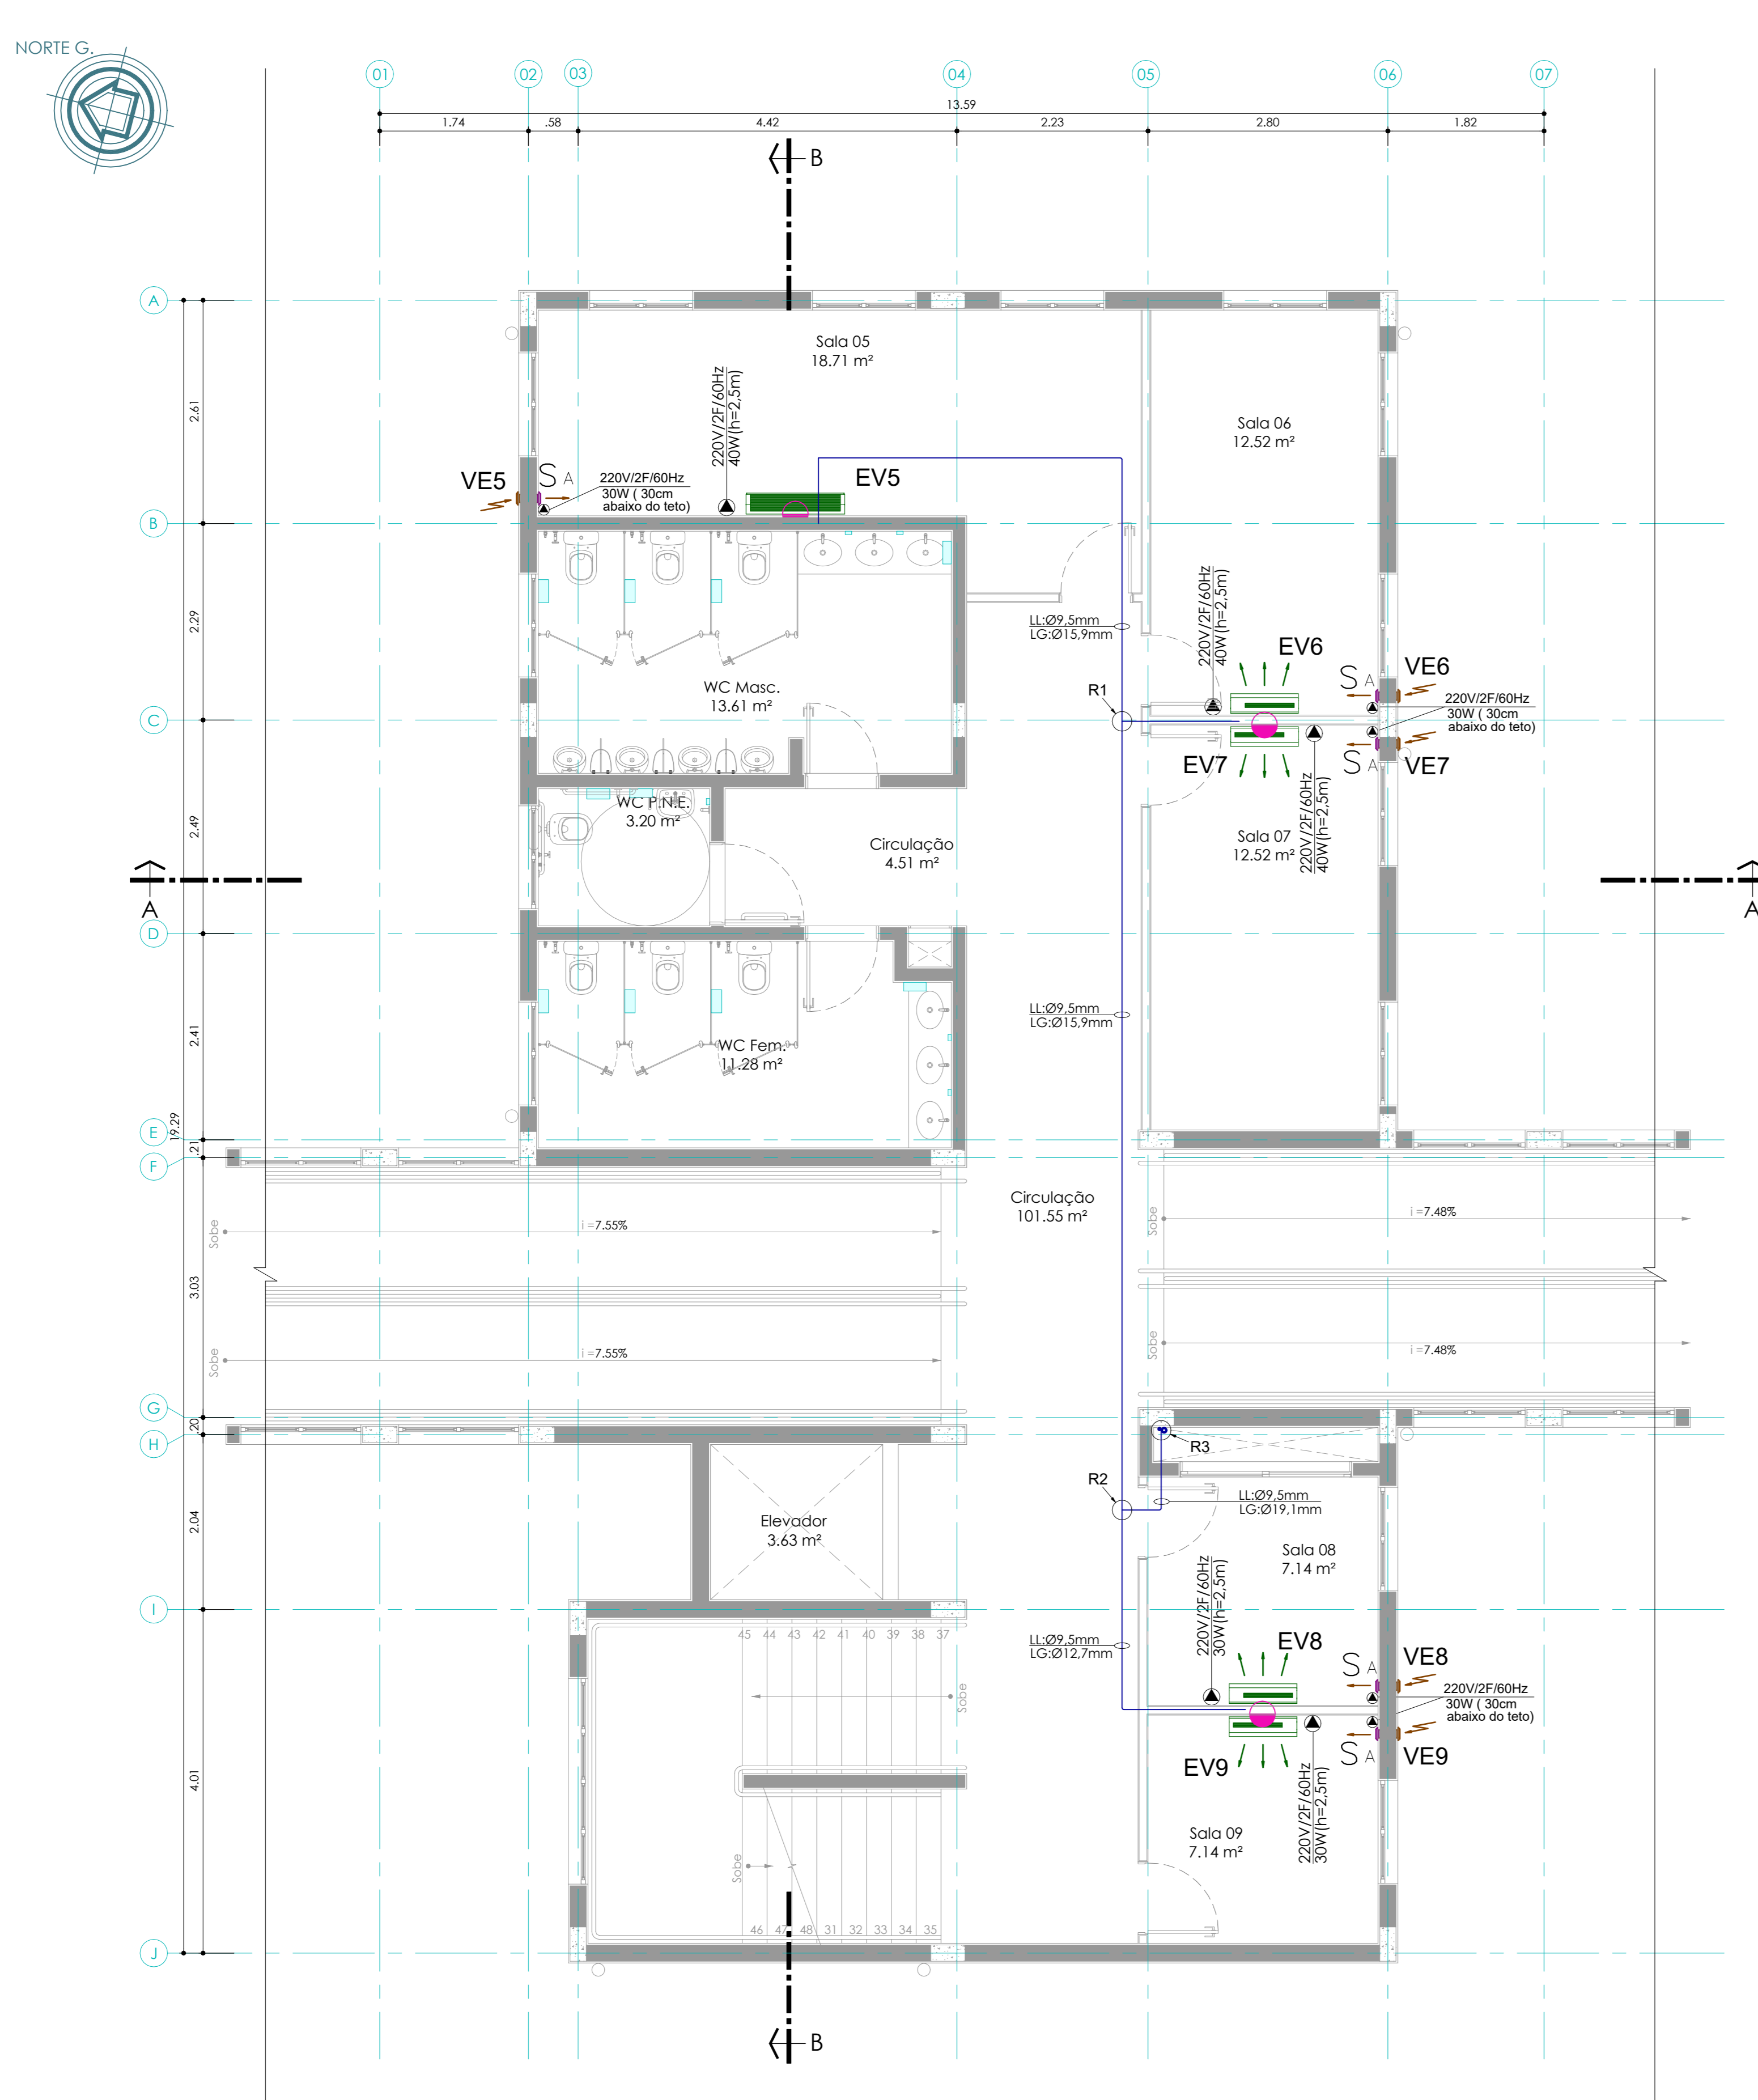 NORTE G.
01
02
03
04
05
06
07
13.59
1.74
.58
4.42
2.23
2.80
1.82
B
A
Sala 05
18.71 m²
2.61
220V/2F/60Hz
40W(h=2,5m)
Sala 06
12.52 m²
VE5
S A
220V/2F/60Hz
30W ( 30cm
abaixo do teto)
EV5
B
2.29
220V/2F/60Hz
40W(h=2,5m)
LL:Ø9,5mm
LG:Ø15,9mm
EV6
WC Masc.
13.61 m²
R1
S A
VE6
220V/2F/60Hz
30W ( 30cm
abaixo do teto)
C
EV7
S A
VE7
WC P.N.E.
3.20 m²
2.49
Circulação
4.51 m²
Sala 07
12.52 m²
220V/2F/60Hz
40W(h=2,5m)
A
A
D
LL:Ø9,5mm
LG:Ø15,9mm
2.41
WC Fem.
11.28 m²
E
19.29
.21
F
Circulação
101.55 m²
Sobe
i =7.55%
Sobe
i =7.48%
3.03
Sobe
i =7.55%
Sobe
i =7.48%
G
.20
H
R3
R2
LL:Ø9,5mm
LG:Ø19,1mm
2.04
Elevador
3.63 m²
Sala 08
7.14 m²
220V/2F/60Hz
30W(h=2,5m)
I
45 44 43 42 41 40 39 38 37
LL:Ø9,5mm
LG:Ø12,7mm
EV8
S A
VE8
220V/2F/60Hz
30W ( 30cm
abaixo do teto)
Sobe
EV9
S A
VE9
4.01
Sala 09
7.14 m²
220V/2F/60Hz
30W(h=2,5m)
Sobe
46 47 48 31 32 33 34 35
J
B